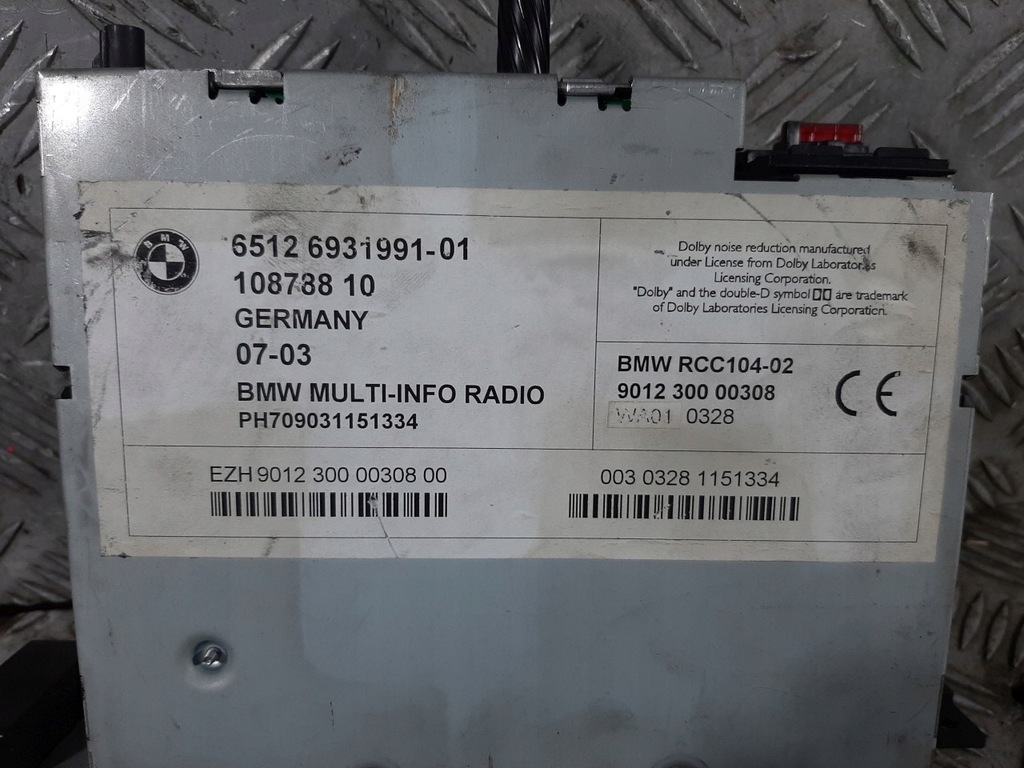 BMW
6512 6931991-01
108788 10
GERMANY
07-03
BMW MULTI-INFO RADIO
PH709031151334
Dolby noise reduction manufactured
under License from Dolby Laboratories
Licensing Corporation.
"Dolby" and the double-D symbol are trademark
of Dolby Laboratories Licensing Corporation.
BMW RCC104-02
9012 300 00308
WA01 0328
CE
EZH 9012 300 00308 00
003 0328 1151334